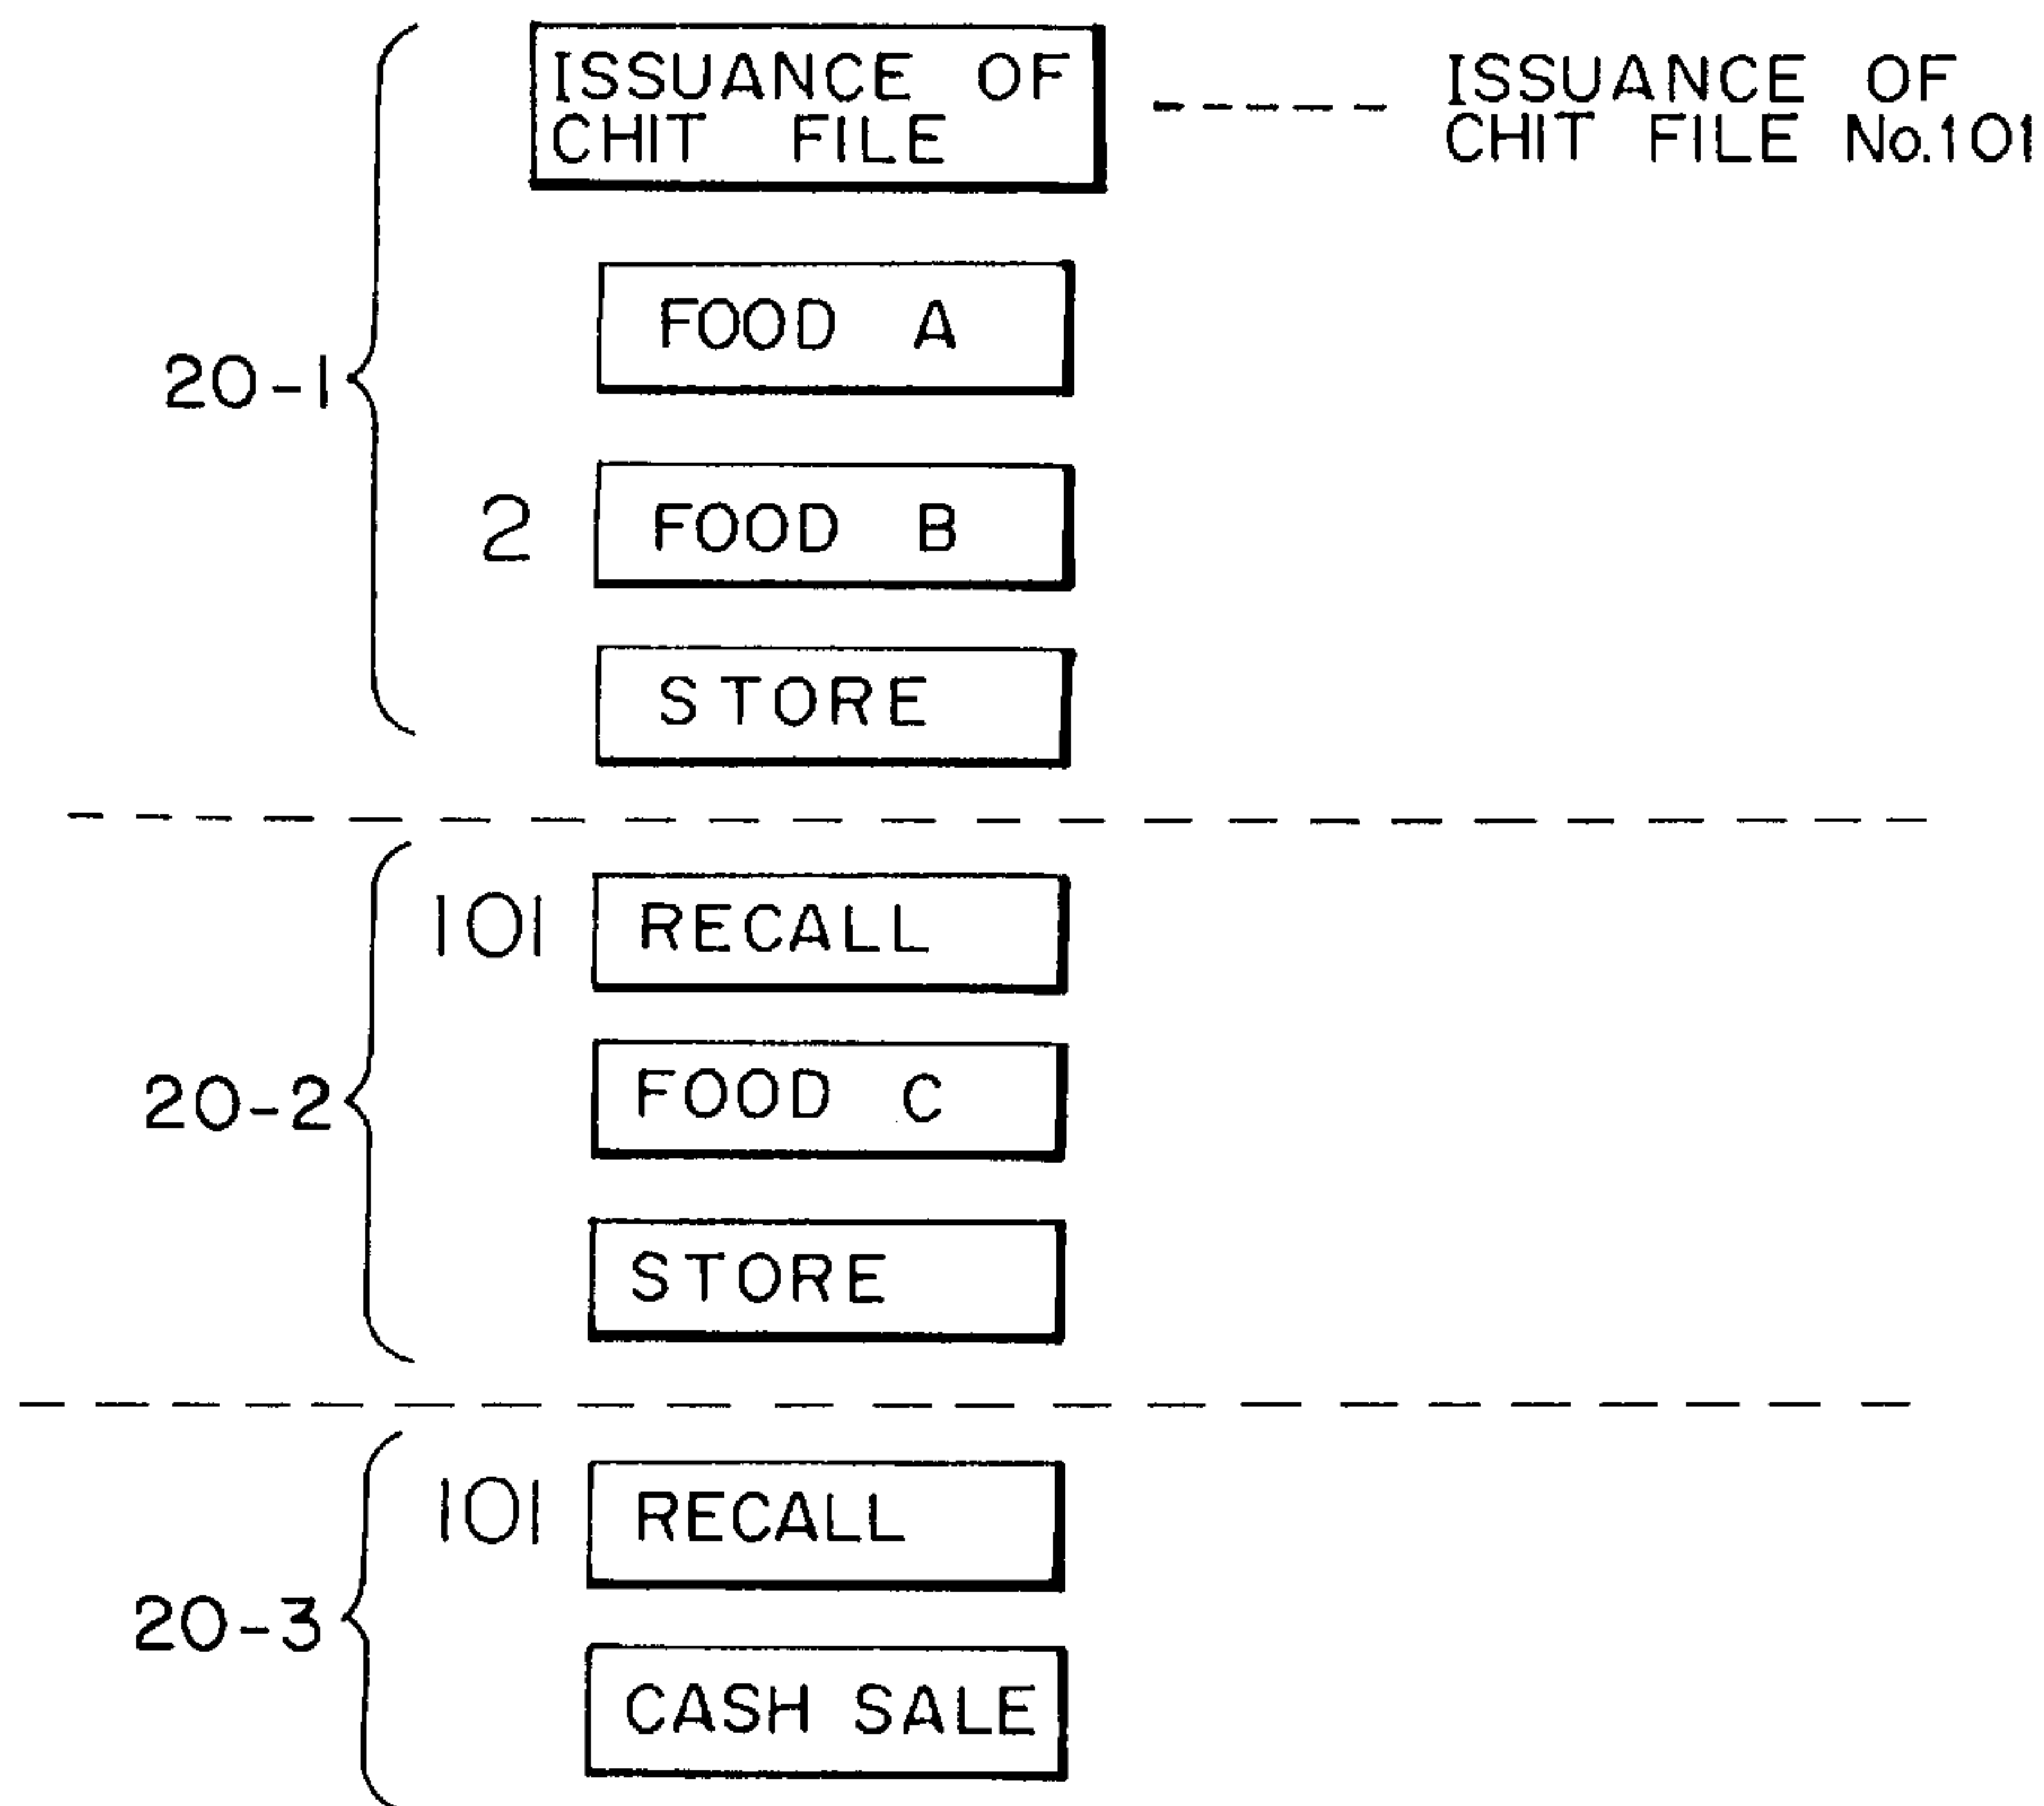 ISSUANCE OF
CHIT FILE
ISSUANCE OF
CHIT FILE No.101
FOOD A
20-1
2 FOOD B
STORE
101 RECALL
20-2
FOOD C
STORE
101 RECALL
20-3
CASH SALE